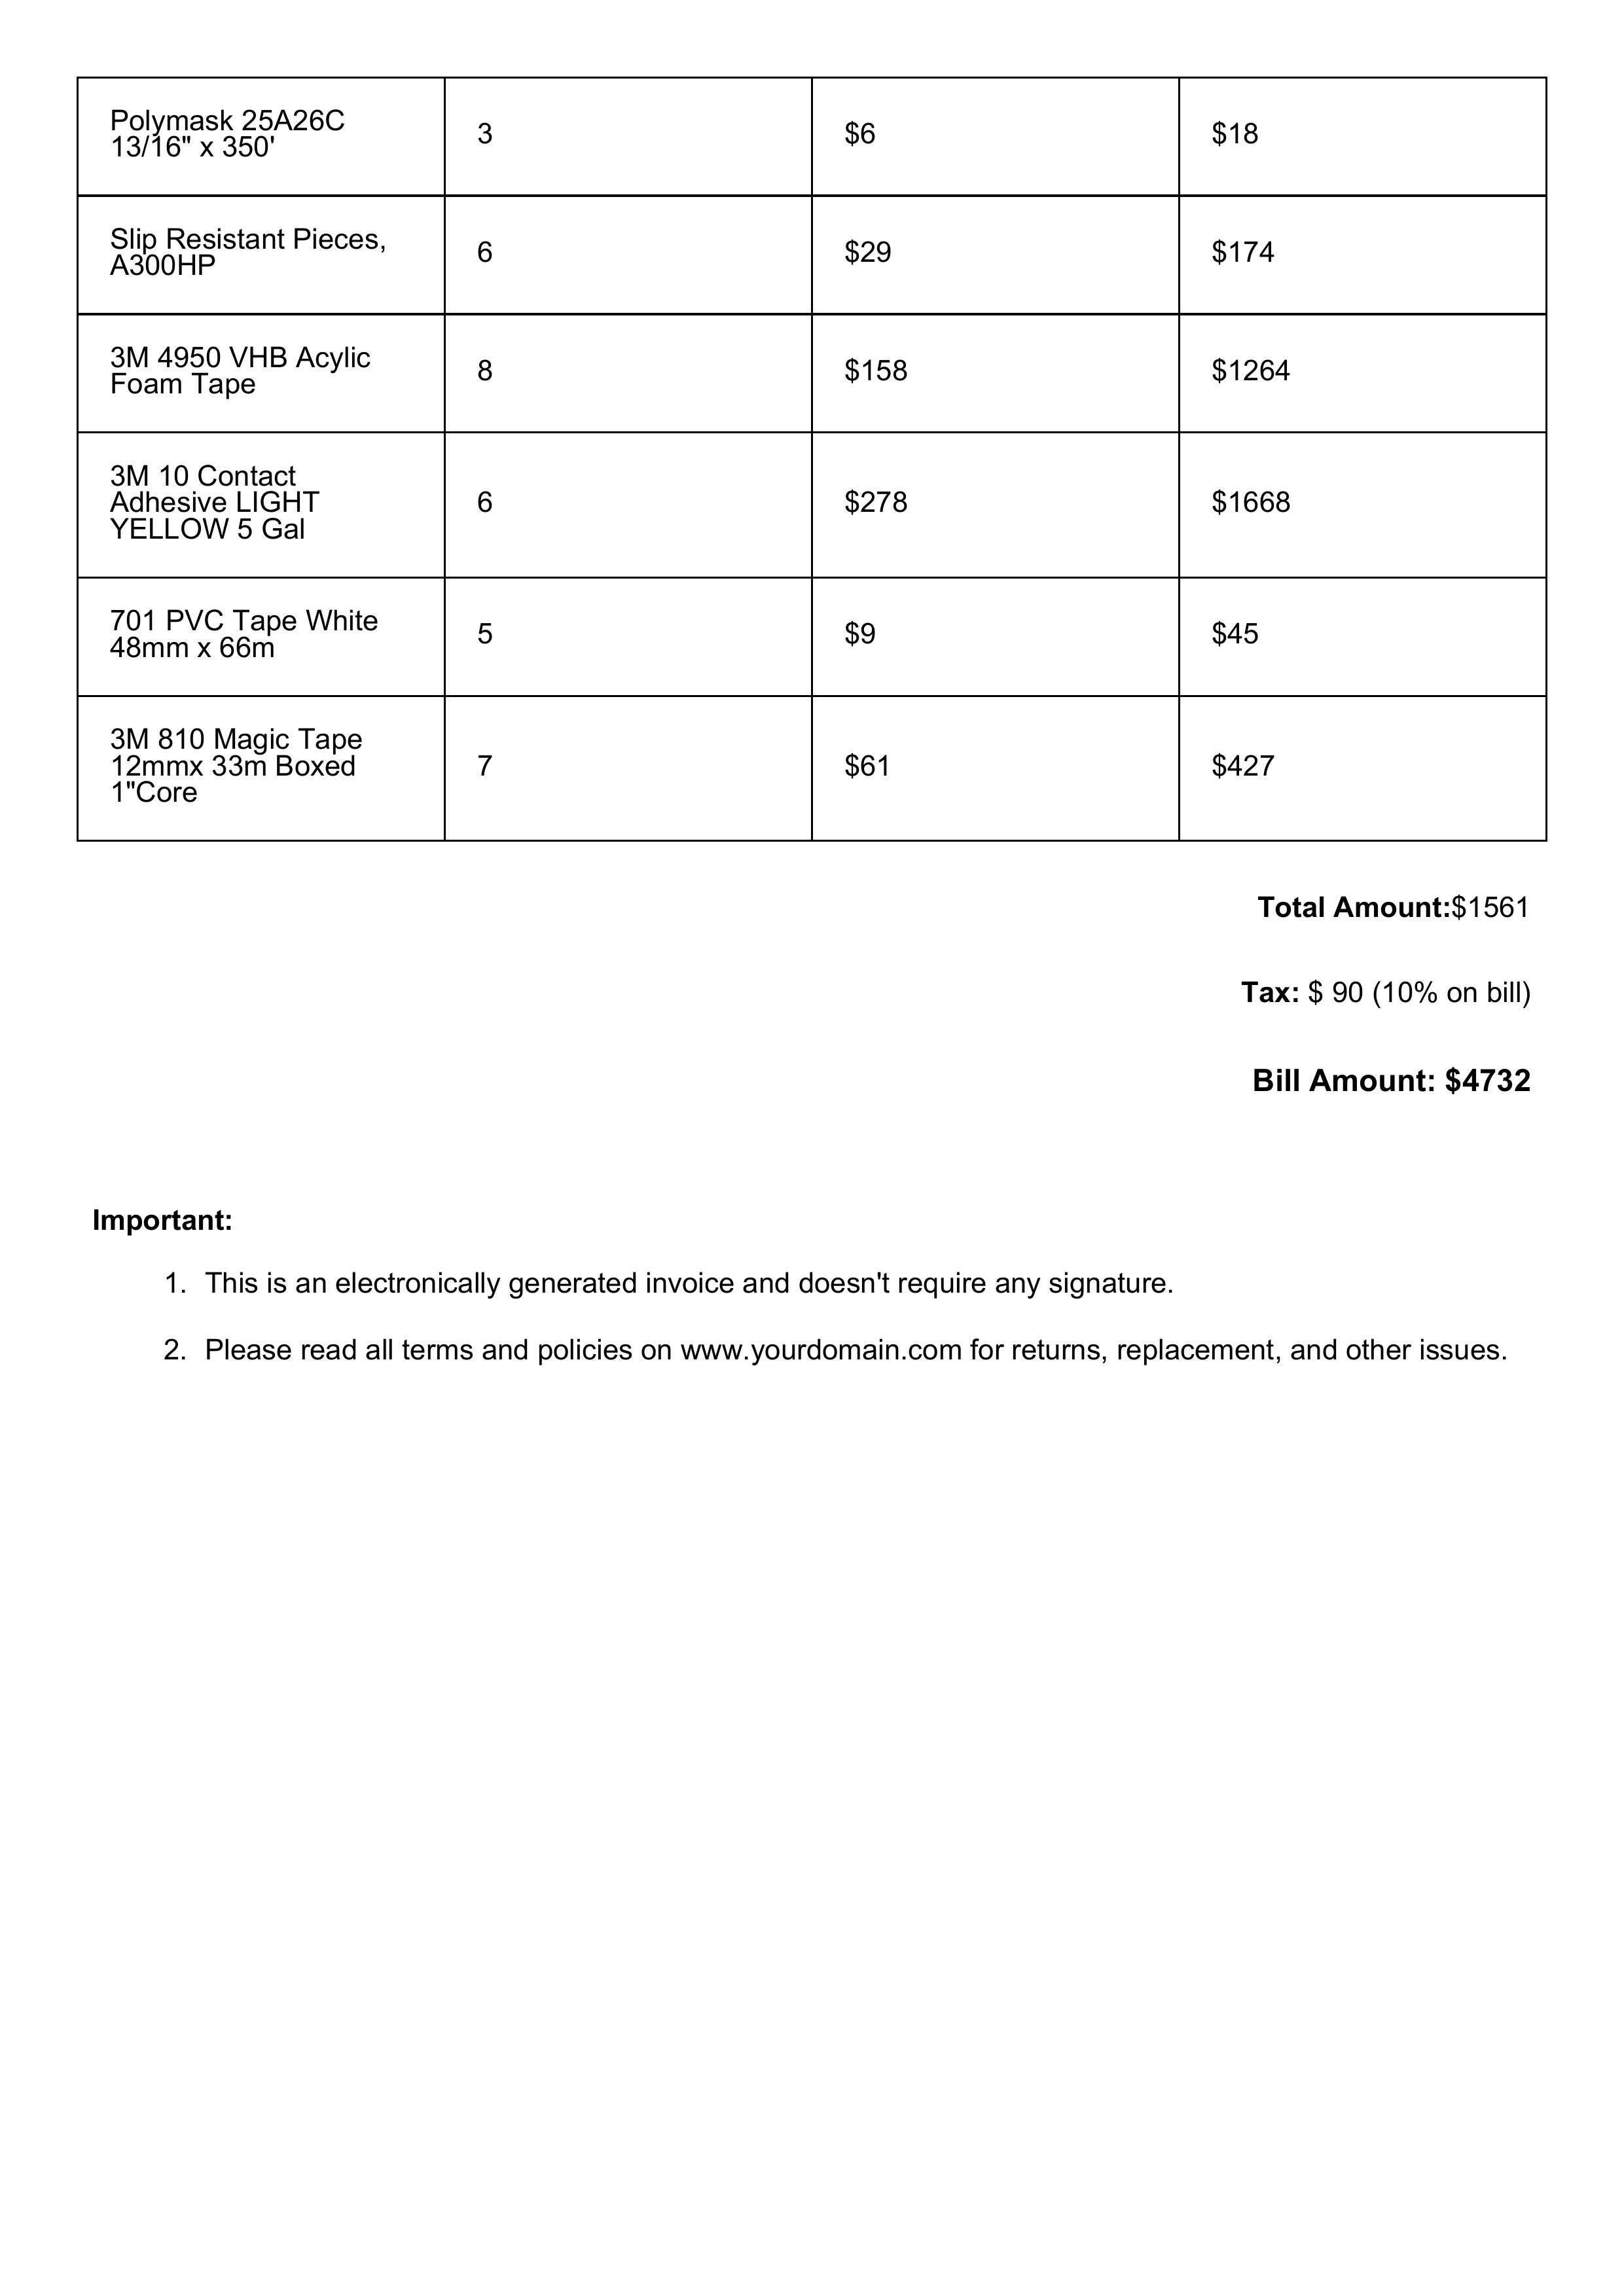 Polymask 25A26C
13/16" x 350'
3
$6
$18
Slip Resistant Pieces,
A300HP
6
$29
$174
3M 4950 VHB Acylic
Foam Tape
8
$158
$1264
3M 10 Contact
Adhesive LIGHT
YELLOW 5 Gal
6
$278
$1668
701 PVC Tape White
48mm x 66m
5
$9
$45
3M 810 Magic Tape
12mmx 33m Boxed
1"Core
7
$61
$427
Total Amount:$1561
Tax: $ 90 (10% on bill)
Bill Amount: $4732
Important:
1. This is an electronically generated invoice and doesn't require any signature.
2. Please read all terms and policies on www.yourdomain.com for returns, replacement, and other issues.